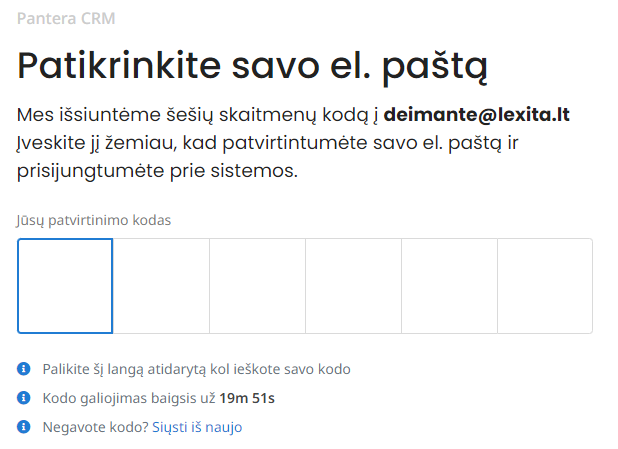 Pantera CRM
Patikrinkite savo el. paštą
Mes išsiuntėme šešių skaitmenų kodą į deimante@lexita.lt
Įveskite jį žemiau, kad patvirtintumėte savo el. paštą ir
prisijungtumėte prie sistemos.
Jūsų patvirtinimo kodas
Palikite šį langą atidarytą kol ieškote savo kodo
Kodo galiojimas baigsis už 19m 51s
Negavote kodo? Siųsti iš naujo